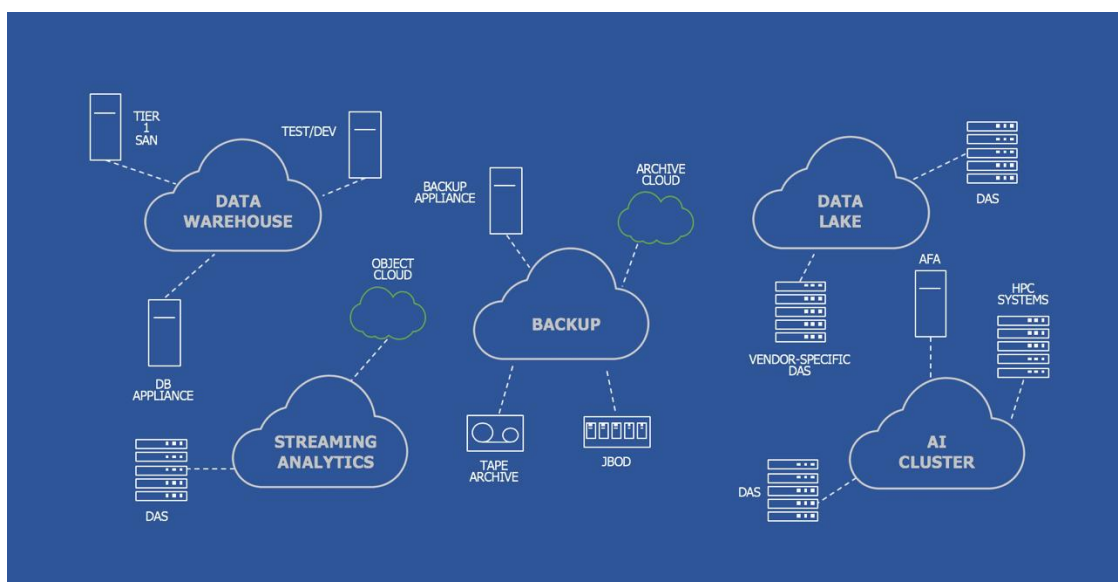 TIER
1
SAN
TEST/DEV
DATA
WAREHOUSE
DB
APPLIANCE
OBJECT
CLOUD
STREAMING
ANALYTICS
DAS
BACKUP
APPLIANCE
ARCHIVE
CLOUD
BACKUP
TAPE
ARCHIVE
JBOD
DATA
LAKE
DAS
VENDOR-SPECIFIC
DAS
AFA
HPC
SYSTEMS
AI
CLUSTER
DAS